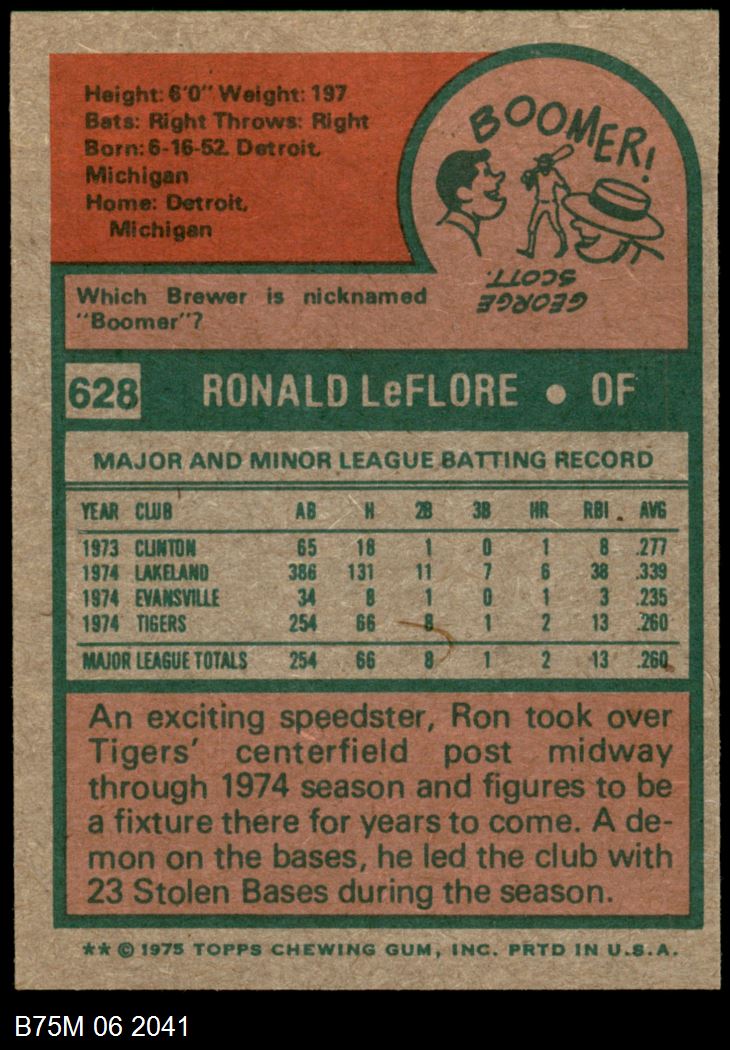 Height: 6'0" Weight: 197
Bats: Right Throws: Right
Born: 6-16-52. Detroit,
Michigan
Home: Detroit,
Michigan
BOOMER!
GEORGE
SCOTT.
Which Brewer is nicknamed
"Boomer"?
628 RONALD LeFLORE • OF
MAJOR AND MINOR LEAGUE BATTING RECORD
YEAR CLUB AB H 2B 3B HR RBI. AVG
1973 CLINTON 65 18 1 0 1 8 .277
1974 LAKELAND 386 131 11 7 6 38 .339
1974 EVANSVILLE 34 8 1 0 1 3 .235
1974 TIGERS 254 66 8 1 2 13 .260
MAJOR LEAGUE TOTALS 254 66 8 1 2 13 .260
An exciting speedster, Ron took over
Tigers' centerfield post midway
through 1974 season and figures to be
a fixture there for years to come. A de-
mon on the bases, he led the club with
23 Stolen Bases during the season.
** © 1975 TOPPS CHEWING GUM, INC. PRTD IN U.S.A.
B75M 06 2041